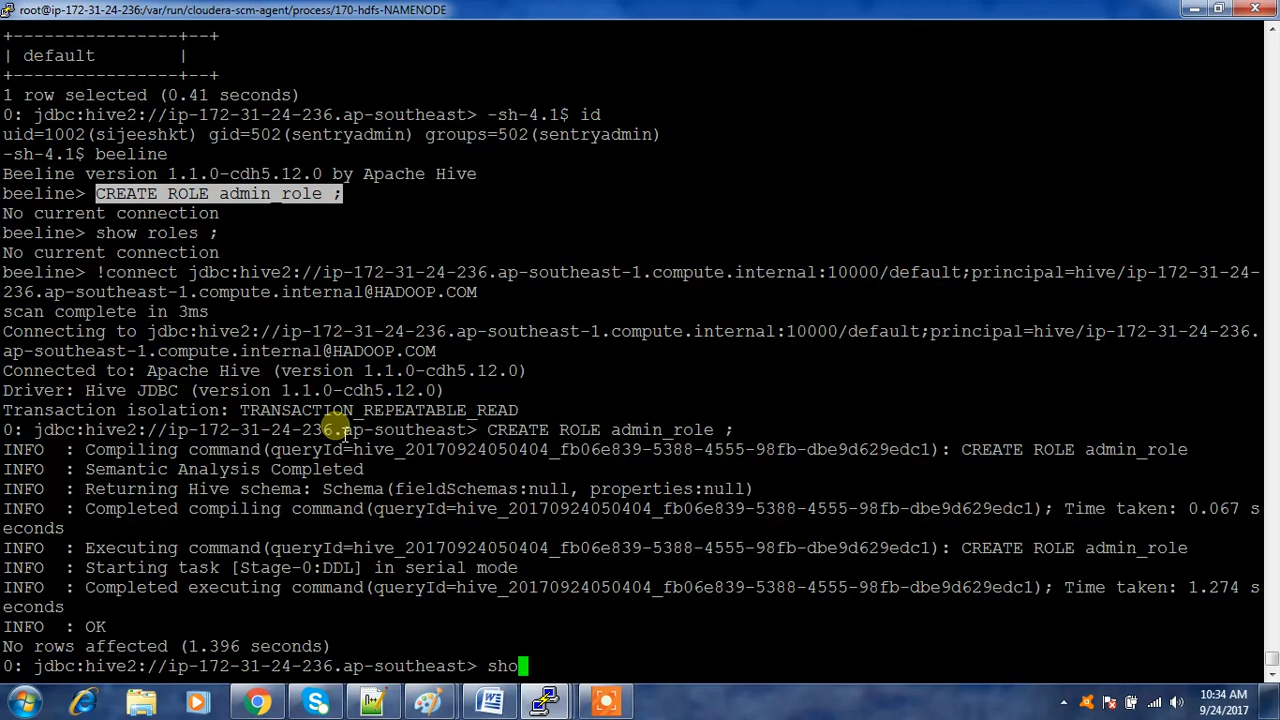 root@ip-172-31-24-236:/var/run/cloudera-scm-agent/process/170-hdfs-NAMENODE
+----------------+--+
| default        |
+----------------+--+
1 row selected (0.41 seconds)
0: jdbc:hive2://ip-172-31-24-236.ap-southeast> -sh-4.1$ id
uid=1002(sijeeshkt) gid=502(sentryadmin) groups=502(sentryadmin)
-sh-4.1$ beeline
Beeline version 1.1.0-cdh5.12.0 by Apache Hive
beeline> CREATE ROLE admin_role ;
No current connection
beeline> show roles ;
No current connection
beeline> !connect jdbc:hive2://ip-172-31-24-236.ap-southeast-1.compute.internal:10000/default;principal=hive/ip-172-31-24-
236.ap-southeast-1.compute.internal@HADOOP.COM
scan complete in 3ms
Connecting to jdbc:hive2://ip-172-31-24-236.ap-southeast-1.compute.internal:10000/default;principal=hive/ip-172-31-24-236.
ap-southeast-1.compute.internal@HADOOP.COM
Connected to: Apache Hive (version 1.1.0-cdh5.12.0)
Driver: Hive JDBC (version 1.1.0-cdh5.12.0)
Transaction isolation: TRANSACTION_REPEATABLE_READ
0: jdbc:hive2://ip-172-31-24-236.ap-southeast> CREATE ROLE admin_role ;
INFO  : Compiling command(queryId=hive_20170924050404_fb06e839-5388-4555-98fb-dbe9d629edc1): CREATE ROLE admin_role
INFO  : Semantic Analysis Completed
INFO  : Returning Hive schema: Schema(fieldSchemas:null, properties:null)
INFO  : Completed compiling command(queryId=hive_20170924050404_fb06e839-5388-4555-98fb-dbe9d629edc1); Time taken: 0.067 s
econds
INFO  : Executing command(queryId=hive_20170924050404_fb06e839-5388-4555-98fb-dbe9d629edc1): CREATE ROLE admin_role
INFO  : Starting task [Stage-0:DDL] in serial mode
INFO  : Completed executing command(queryId=hive_20170924050404_fb06e839-5388-4555-98fb-dbe9d629edc1); Time taken: 1.274 s
econds
INFO  : OK
No rows affected (1.396 seconds)
0: jdbc:hive2://ip-172-31-24-236.ap-southeast> sho
10:34 AM
9/24/2017